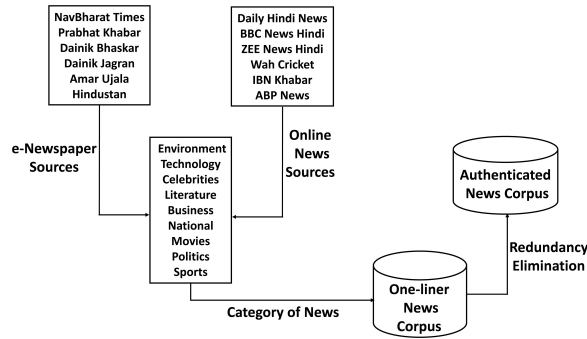 NavBharat Times
Prabhat Khabar
Dainik Bhaskar
Dainik Jagran
Amar Ujala
Hindustan
Daily Hindi News
BBC News Hindi
ZEE News Hindi
Wah Cricket
IBN Khabar
ABP News
e-Newspaper
Sources
Online
News
Sources
Environment
Technology
Celebrities
Literature
Business
National
Movies
Politics
Sports
Category of News
One-liner
News
Corpus
Redundancy
Elimination
Authenticated
News Corpus